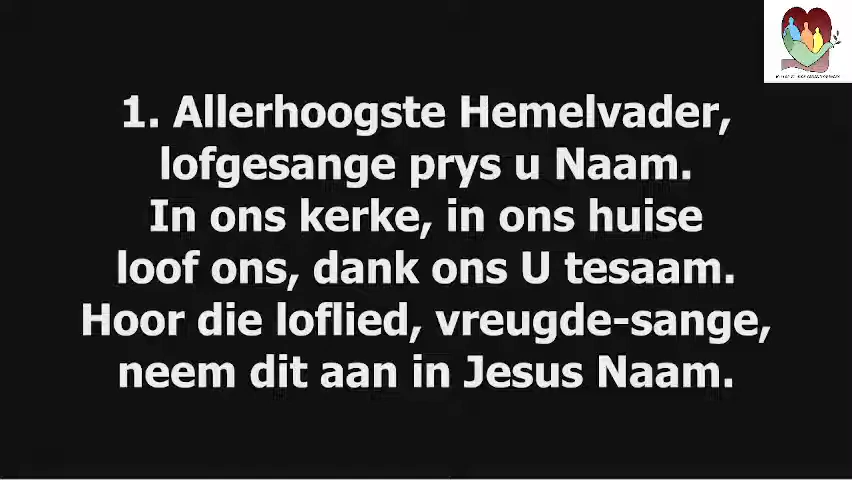 1. Allerhoogste Hemelvader,
lofgesange prys u Naam.
In ons kerke, in ons huise
loof ons, dank ons U tesaam.
Hoor die loflied, vreugde-sange,
neem dit aan in Jesus Naam.